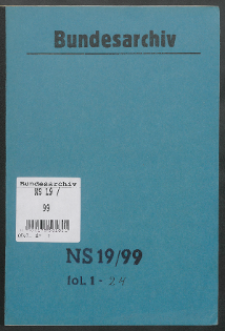 Bundesarchiv
Bundesarchiv
NS 19 /
99
NS 19/99
fol. 1 - 24